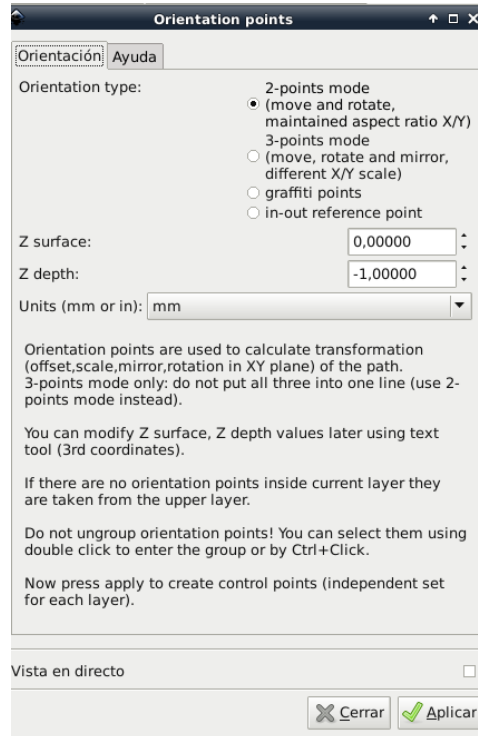 Orientation points
Orientación Ayuda
Orientation type:
2-points mode
(move and rotate,
maintained aspect ratio X/Y)
3-points mode
(move, rotate and mirror,
different X/Y scale)
graffiti points
in-out reference point
Z surface: 0,00000
Z depth: -1,00000
Units (mm or in): mm
Orientation points are used to calculate transformation
(offset,scale,mirror,rotation in XY plane) of the path.
3-points mode only: do not put all three into one line (use 2-
points mode instead).
You can modify Z surface, Z depth values later using text
tool (3rd coordinates).
If there are no orientation points inside current layer they
are taken from the upper layer.
Do not ungroup orientation points! You can select them using
double click to enter the group or by Ctrl+Click.
Now press apply to create control points (independent set
for each layer).
Vista en directo
Cerrar Aplicar